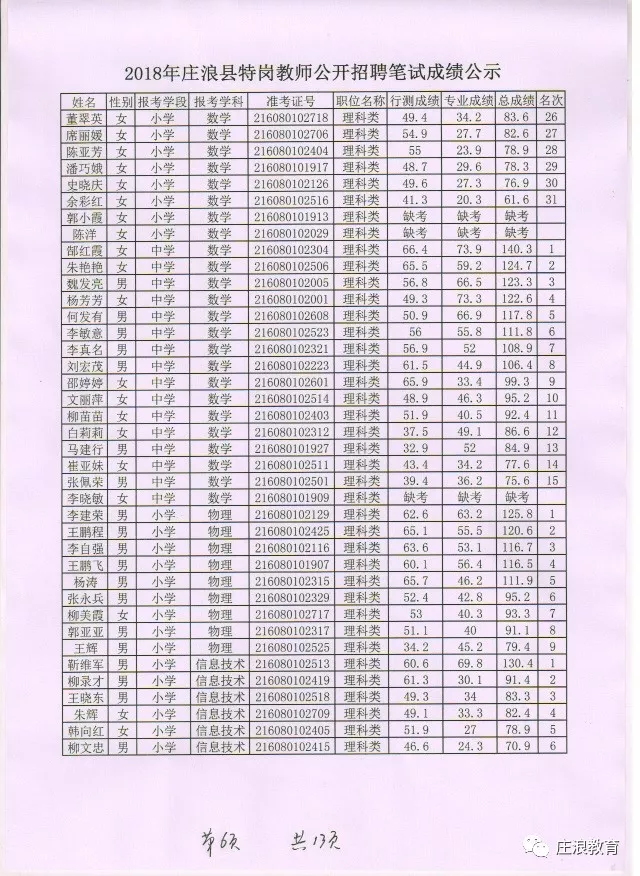 2018年庄浪县特岗教师公开招聘笔试成绩公示
姓名 性别 报考学段 报考学科 准考证号 职位名称 行测成绩 专业成绩 总成绩 名次
董翠英 女 小学 数学 216080102718 理科类 49.4 34.2 83.6 26
席丽媛 女 小学 数学 216080102706 理科类 54.9 27.7 82.6 27
陈亚芳 女 小学 数学 216080102404 理科类 55 23.9 78.9 28
潘巧娥 女 小学 数学 216080101917 理科类 48.7 29.6 78.3 29
史晓庆 女 小学 数学 216080102126 理科类 49.6 27.3 76.9 30
余彩红 女 小学 数学 216080102516 理科类 41.3 20.3 61.6 31
郭小霞 女 小学 数学 216080101913 理科类 缺考 缺考 缺考
陈洋 女 小学 数学 216080102029 理科类 缺考 缺考 缺考
郜红霞 女 中学 数学 216080102304 理科类 66.4 73.9 140.3 1
朱艳艳 女 中学 数学 216080102506 理科类 65.5 59.2 124.7 2
魏发亮 男 中学 数学 216080102005 理科类 56.8 66.5 123.3 3
杨芳芳 女 中学 数学 216080102001 理科类 49.3 73.3 122.6 4
何发有 男 中学 数学 216080102608 理科类 50.9 66.9 117.8 5
李敏意 男 中学 数学 216080102523 理科类 56 55.8 111.8 6
李真名 男 中学 数学 216080102321 理科类 56.9 52 108.9 7
刘宏茂 男 中学 数学 216080102223 理科类 61.5 44.9 106.4 8
邵婷婷 女 中学 数学 216080102601 理科类 65.9 33.4 99.3 9
文丽萍 女 中学 数学 216080102514 理科类 48.9 46.3 95.2 10
柳苗苗 女 中学 数学 216080102403 理科类 51.9 40.5 92.4 11
白莉莉 女 中学 数学 216080102312 理科类 37.5 49.1 86.6 12
马建行 男 中学 数学 216080101927 理科类 32.9 52 84.9 13
崔亚妹 女 中学 数学 216080102511 理科类 43.4 34.2 77.6 14
张佩荣 男 中学 数学 216080102501 理科类 39.4 36.2 75.6 15
李晓敏 女 中学 数学 216080101909 理科类 缺考 缺考 缺考
李建荣 男 小学 物理 216080102129 理科类 62.6 63.2 125.8 1
王鹏程 男 小学 物理 216080102425 理科类 65.1 55.5 120.6 2
李自强 男 小学 物理 216080102116 理科类 63.6 53.1 116.7 3
王鹏飞 男 小学 物理 216080101907 理科类 60.1 56.4 116.5 4
杨涛 男 小学 物理 216080102315 理科类 65.7 46.2 111.9 5
张永兵 男 小学 物理 216080102329 理科类 52.4 42.8 95.2 6
柳美霞 女 小学 物理 216080102717 理科类 53 40.3 93.3 7
郭亚亚 男 小学 物理 216080102317 理科类 51.1 40 91.1 8
王辉 男 小学 物理 216080102525 理科类 34.2 45.2 79.4 9
靳维军 男 小学 信息技术 216080102513 理科类 60.6 69.8 130.4 1
柳录才 男 小学 信息技术 216080102419 理科类 61.3 30.1 91.4 2
王晓东 男 小学 信息技术 216080102518 理科类 49.3 34 83.3 3
朱辉 女 小学 信息技术 216080102709 理科类 49.1 33.3 82.4 4
韩向红 女 小学 信息技术 216080102405 理科类 51.9 27 78.9 5
柳文忠 男 小学 信息技术 216080102415 理科类 46.6 24.3 70.9 6
第6页 共13页
庄浪教育